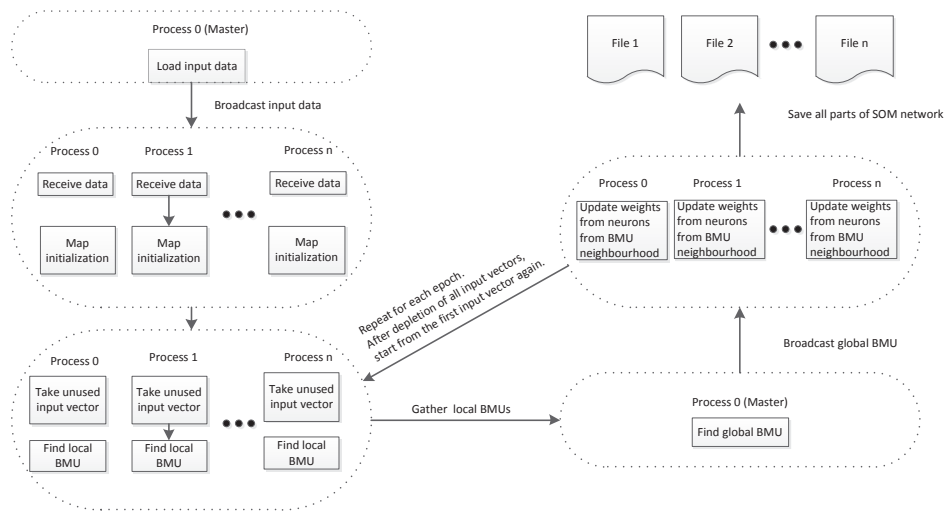 Process 0 (Master)
Load input data
Broadcast input data
Process 0
Process 1
Process n
Receive data
Receive data
Receive data
Map
initialization
Map
initialization
Map
initialization
Process 0
Process 1
Process n
Take unused
input vector
Take unused
input vector
Take unused
input vector
Find local
BMU
Find local
BMU
Find local
BMU
Gather local BMUs
Process 0 (Master)
Find global BMU
Broadcast global BMU
Process 0
Process 1
Process n
Update weights
from neurons
from BMU
neighbourhood
Update weights
from neurons
from BMU
neighbourhood
Update weights
from neurons
from BMU
neighbourhood
Repeat for each epoch.
After depletion of all input vectors,
start from the first input vector again.
Save all parts of SOM network
File 1
File 2
File n